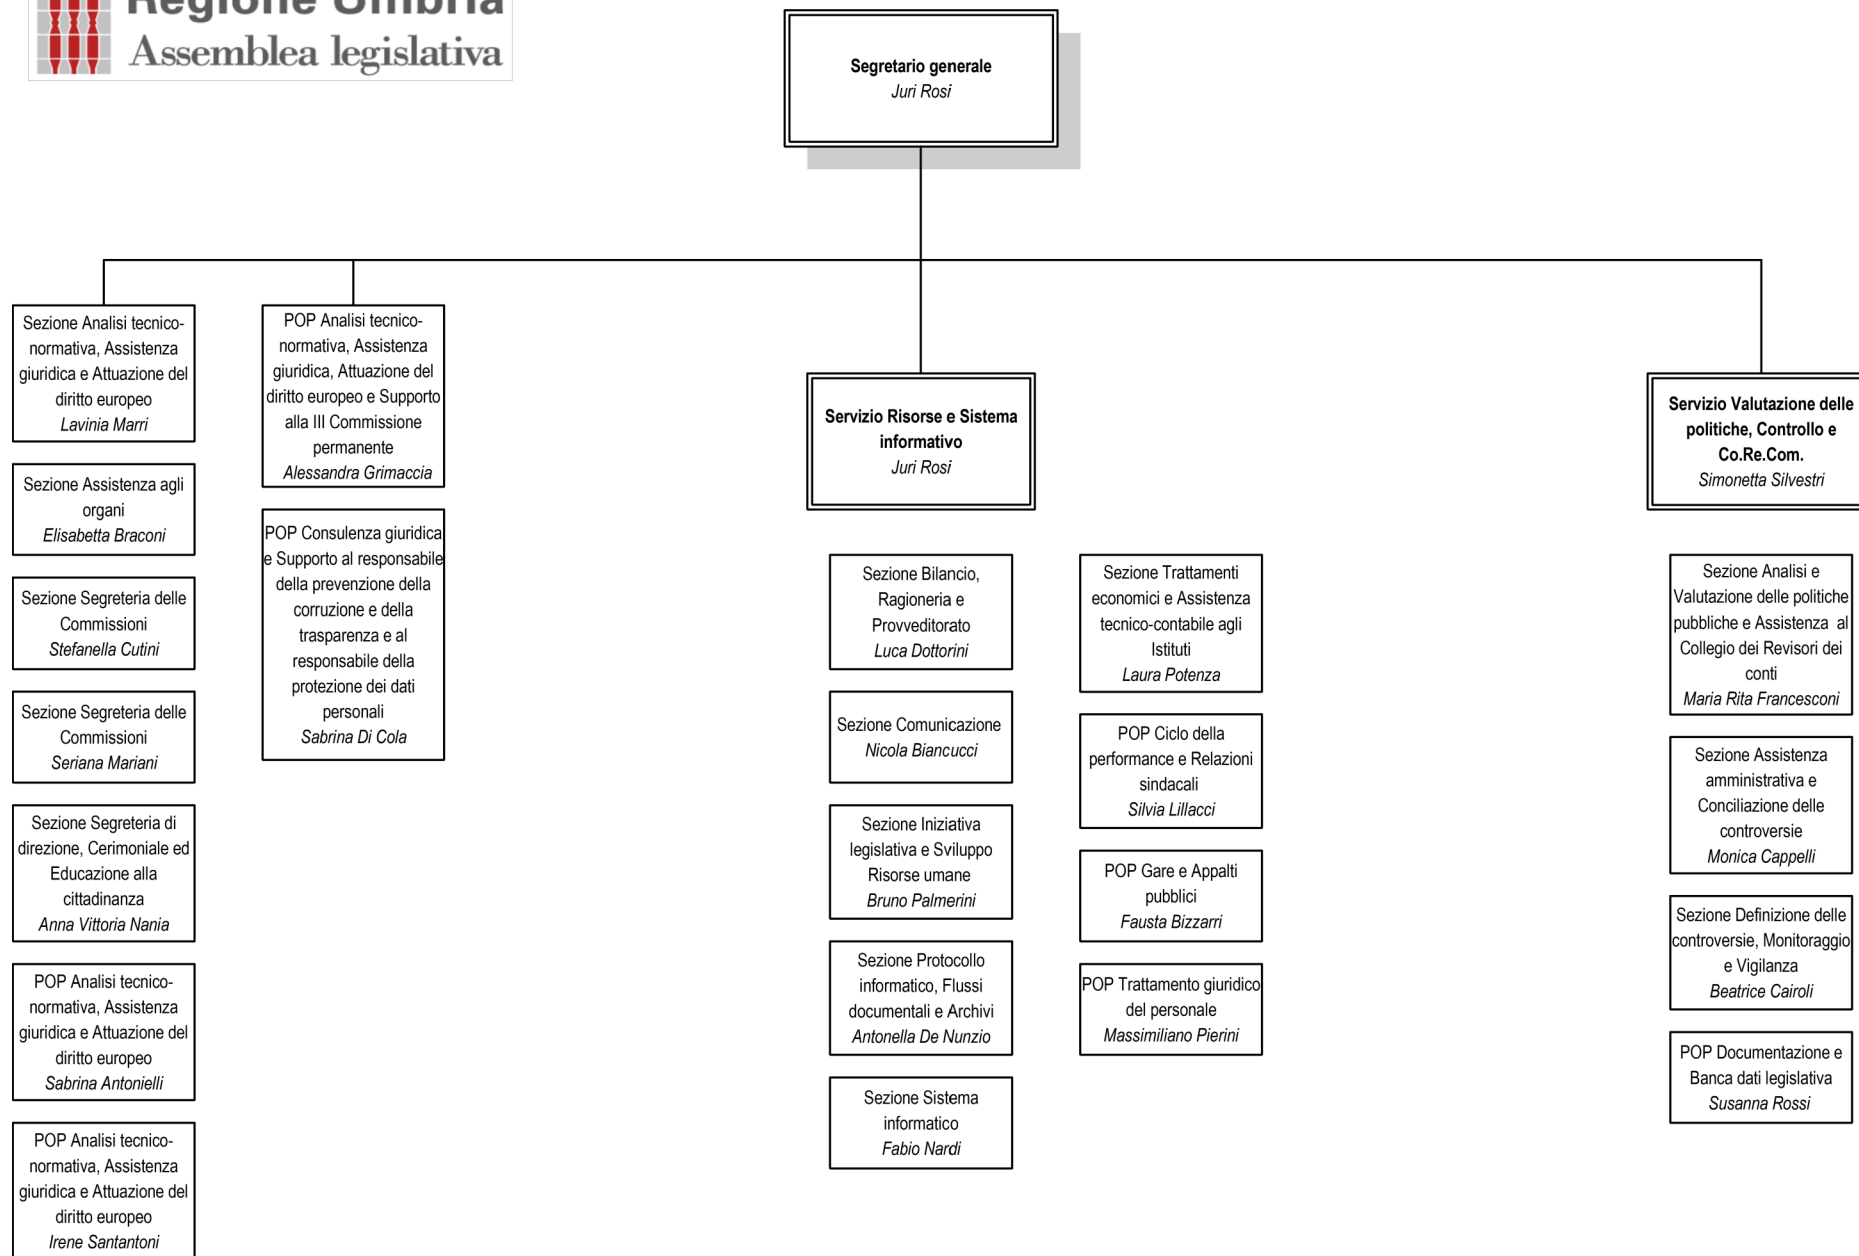 Regione Umbria
Assemblea legislativa
Segretario generale
Juri Rosi
Sezione Analisi tecnico-
normativa, Assistenza
giuridica e Attuazione del
diritto europeo
Lavinia Marri
Sezione Assistenza agli
organi
Elisabetta Braconi
Sezione Segreteria delle
Commissioni
Stefanella Cutini
Sezione Segreteria delle
Commissioni
Seriana Mariani
Sezione Segreteria di
direzione, Cerimoniale ed
Educazione alla
cittadinanza
Anna Vittoria Nania
POP Analisi tecnico-
normativa, Assistenza
giuridica e Attuazione del
diritto europeo
Sabrina Antonielli
POP Analisi tecnico-
normativa, Assistenza
giuridica e Attuazione del
diritto europeo
Irene Santantoni
POP Analisi tecnico-
normativa, Assistenza
giuridica, Attuazione del
diritto europeo e Supporto
alla III Commissione
permanente
Alessandra Grimaccia
POP Consulenza giuridica
e Supporto al responsabile
della prevenzione della
corruzione e della
trasparenza e al
responsabile della
protezione dei dati
personali
Sabrina Di Cola
Servizio Risorse e Sistema
informativo
Juri Rosi
Sezione Bilancio,
Ragioneria e
Provveditorato
Luca Dottorini
Sezione Comunicazione
Nicola Biancucci
Sezione Iniziativa
legislativa e Sviluppo
Risorse umane
Bruno Palmerini
Sezione Protocollo
informatico, Flussi
documentali e Archivi
Antonella De Nunzio
Sezione Sistema
informatico
Fabio Nardi
Sezione Trattamenti
economici e Assistenza
tecnico-contabile agli
Istituti
Laura Potenza
POP Ciclo della
performance e Relazioni
sindacali
Silvia Lillacci
POP Gare e Appalti
pubblici
Fausta Bizzarri
POP Trattamento giuridico
del personale
Massimiliano Pierini
Servizio Valutazione delle
politiche, Controllo e
Co.Re.Com.
Simonetta Silvestri
Sezione Analisi e
Valutazione delle politiche
pubbliche e Assistenza al
Collegio dei Revisori dei
conti
Maria Rita Francesconi
Sezione Assistenza
amministrativa e
Conciliazione delle
controversie
Monica Cappelli
Sezione Definizione delle
controversie, Monitoraggio
e Vigilanza
Beatrice Cairoli
POP Documentazione e
Banca dati legislativa
Susanna Rossi